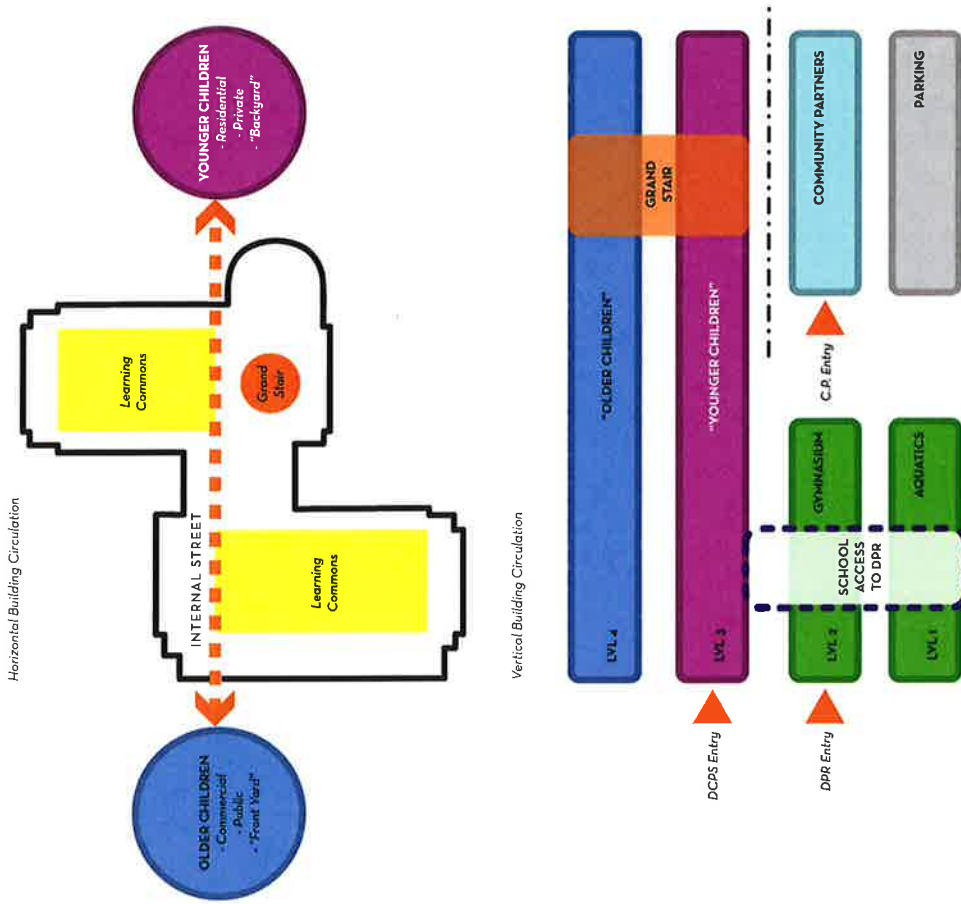 Horizontal Building Circulation
Learning
Commons
INTERNAL STREET
OLDER CHILDREN
- Commercial
- Public
- "Front Yard"
YOUNGER CHILDREN
- Residential
- Private
- "Backyard"
Grand
Stair
Learning
Commons
Vertical Building Circulation
LVL 4
"OLDER CHILDREN"
GRAND
STAIR
DCPS Entry
LVL 3
"YOUNGER CHILDREN"
DPR Entry
LVL 2
GYMNASIUM
C.P. Entry
COMMUNITY PARTNERS
SCHOOL
ACCESS
TO DPR
LVL 1
AQUATICS
PARKING